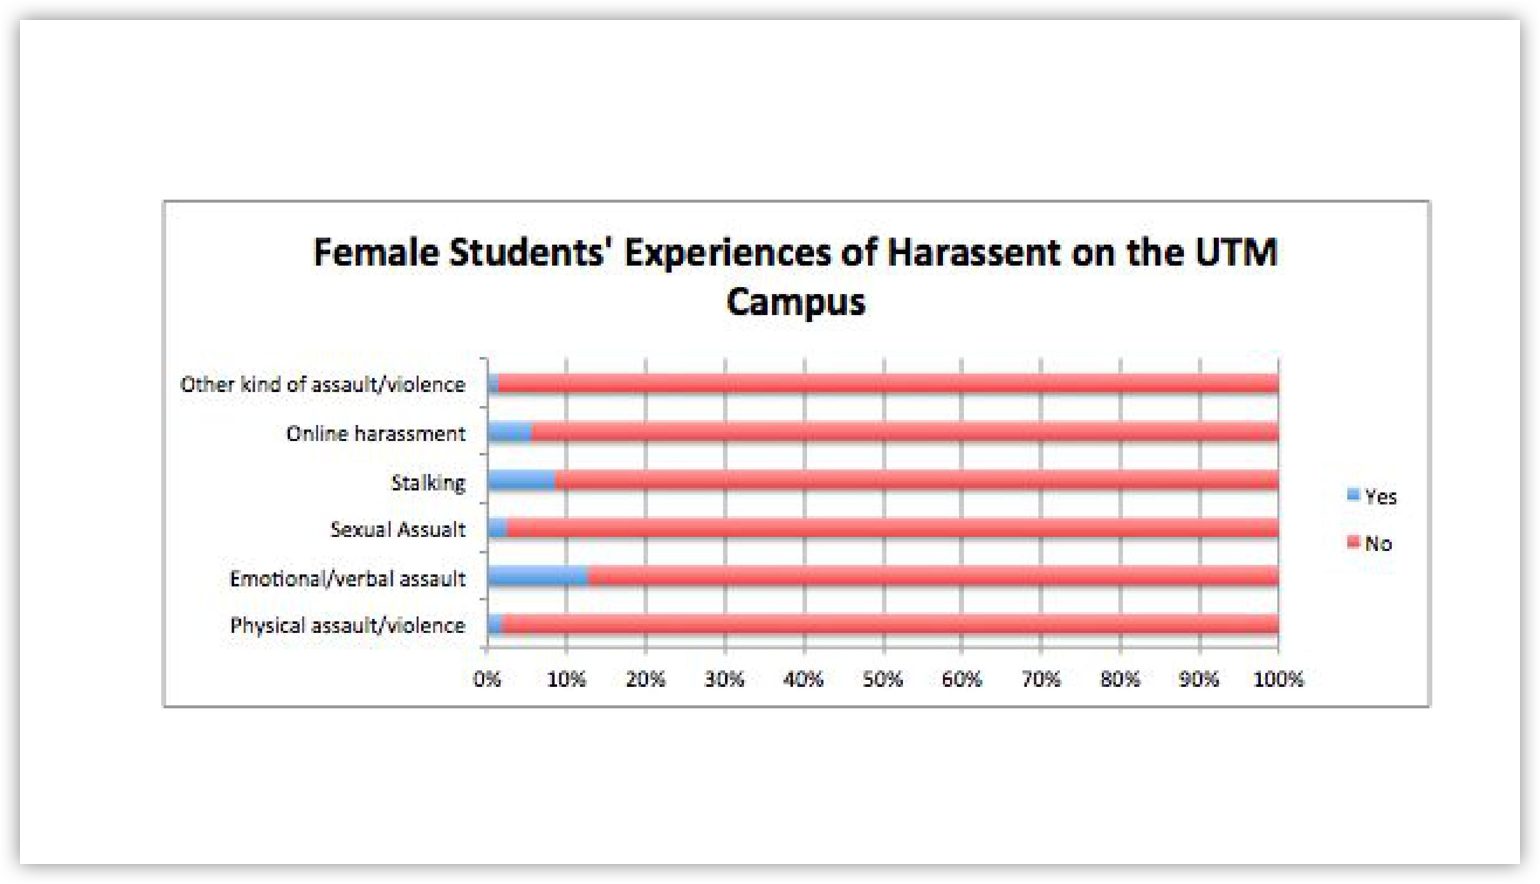 Female Students' Experiences of Harassent on the UTM
Campus
Other kind of assault/violence
Online harassment
Stalking
Sexual Assualt
Emotional/verbal assault
Physical assault/violence
0% 10% 20% 30% 40% 50% 60% 70% 80% 90% 100%
Yes
No